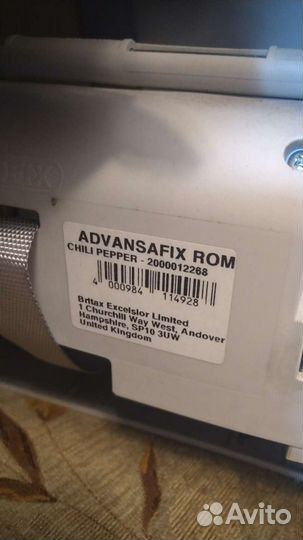 ADVANSAFIX ROM
CHILI PEPPER - 2000012268
4 000984 114928
Britax Excelsior Limited
1 Churchill Way West, Andover
Hampshire, SP10 3UW
United Kingdom
Avito